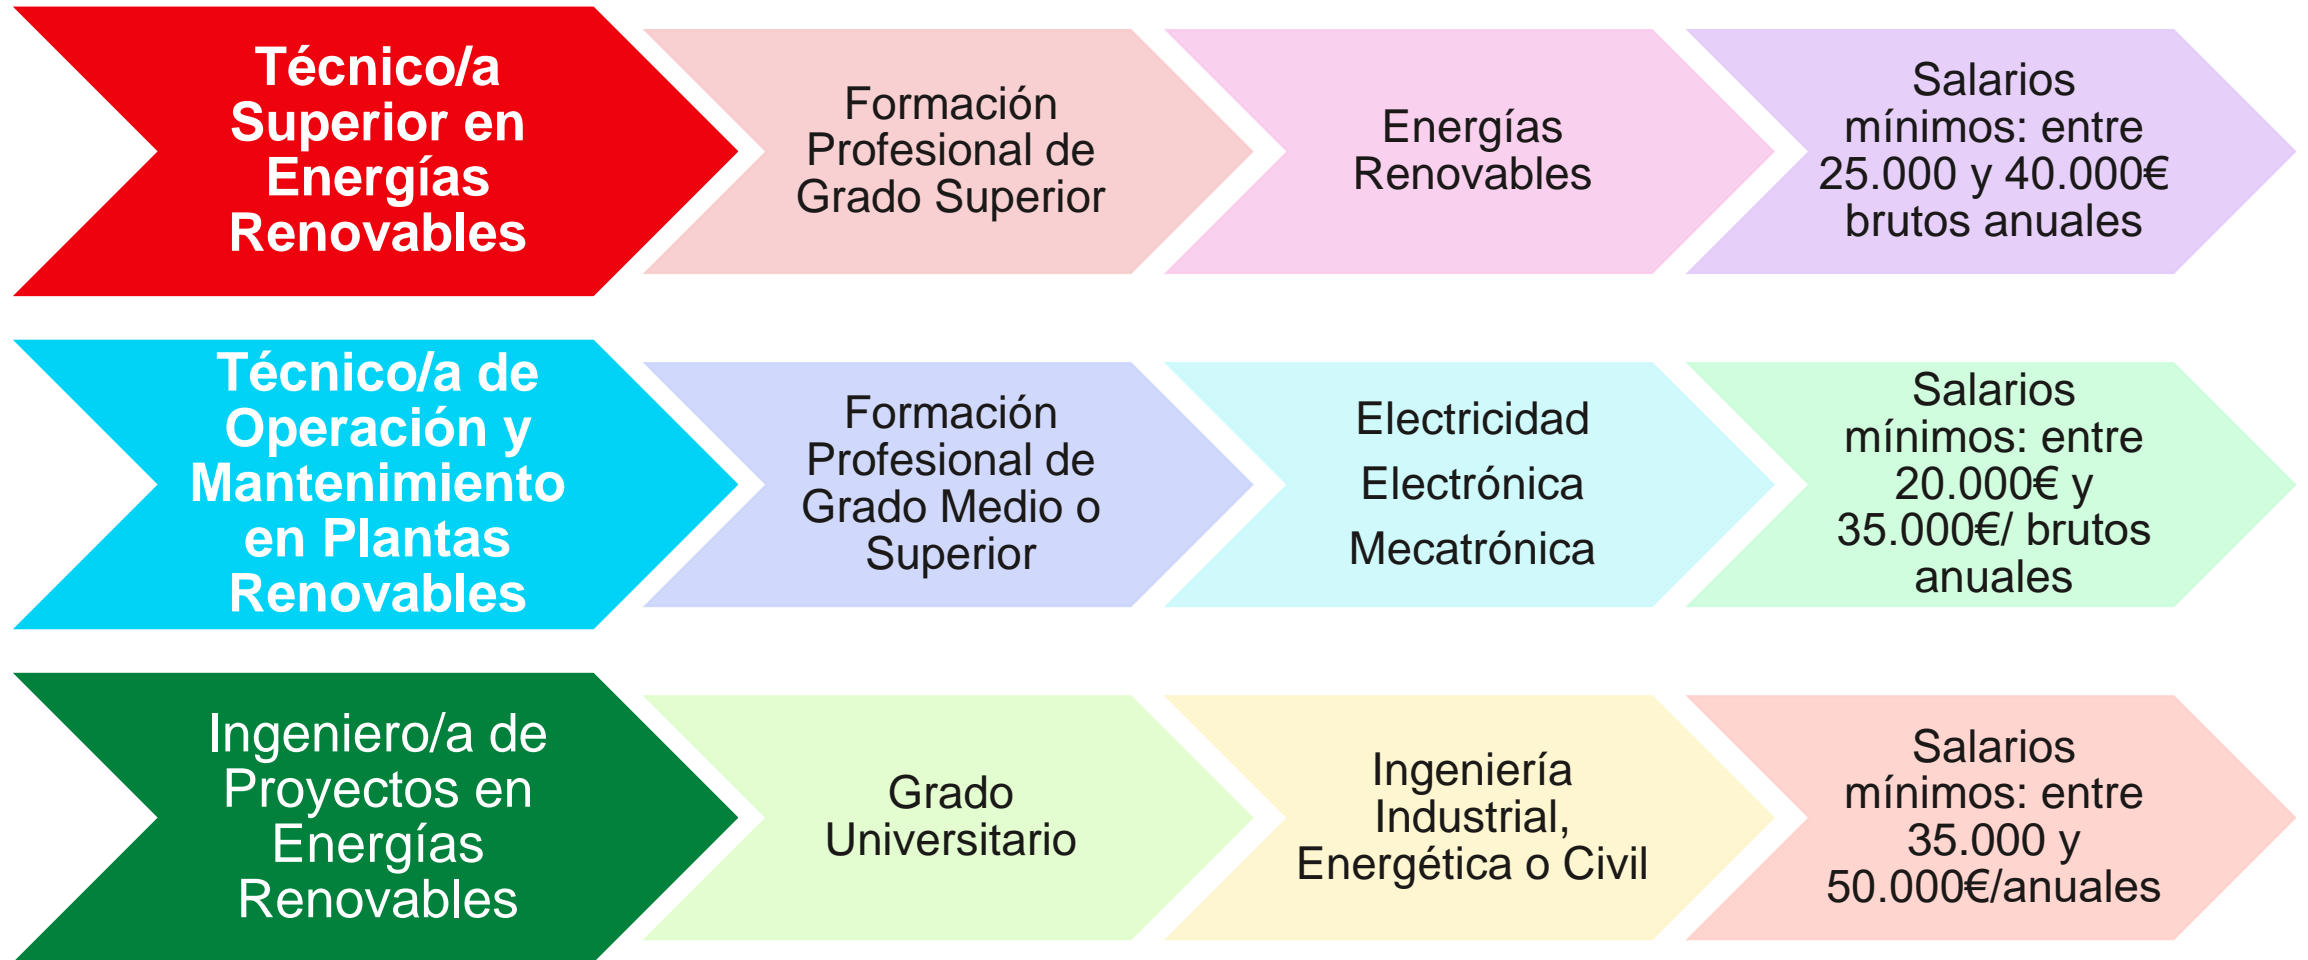 Técnico/a
Superior en
Energías
Renovables
Formación
Profesional de
Grado Superior
Energías
Renovables
Salarios
mínimos: entre
25.000 y 40.000€
brutos anuales
Técnico/a de
Operación y
Mantenimiento
en Plantas
Renovables
Formación
Profesional de
Grado Medio o
Superior
Electricidad
Electrónica
Mecatrónica
Salarios
mínimos: entre
20.000€ y
35.000€/ brutos
anuales
Ingeniero/a de
Proyectos en
Energías
Renovables
Grado
Universitario
Ingeniería
Industrial,
Energética o Civil
Salarios
mínimos: entre
35.000 y
50.000€/anuales